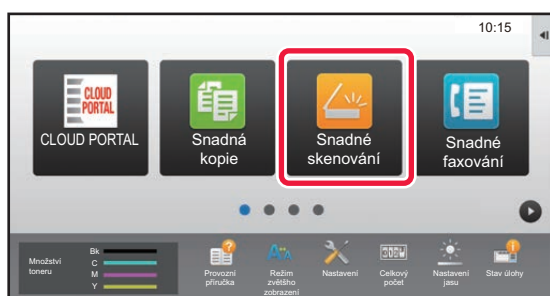 10:15
CLOUD
PORTAL
CLOUD PORTAL
Snadná
kopie
Snadné
skenování
Snadné
faxování
Množství
toneru
Bk
C
M
Y
Provozní
příručka
Režim
zvětšého
zobrazení
Nastavení
Celkový
počet
Nastavení
jasu
Stav úlohy